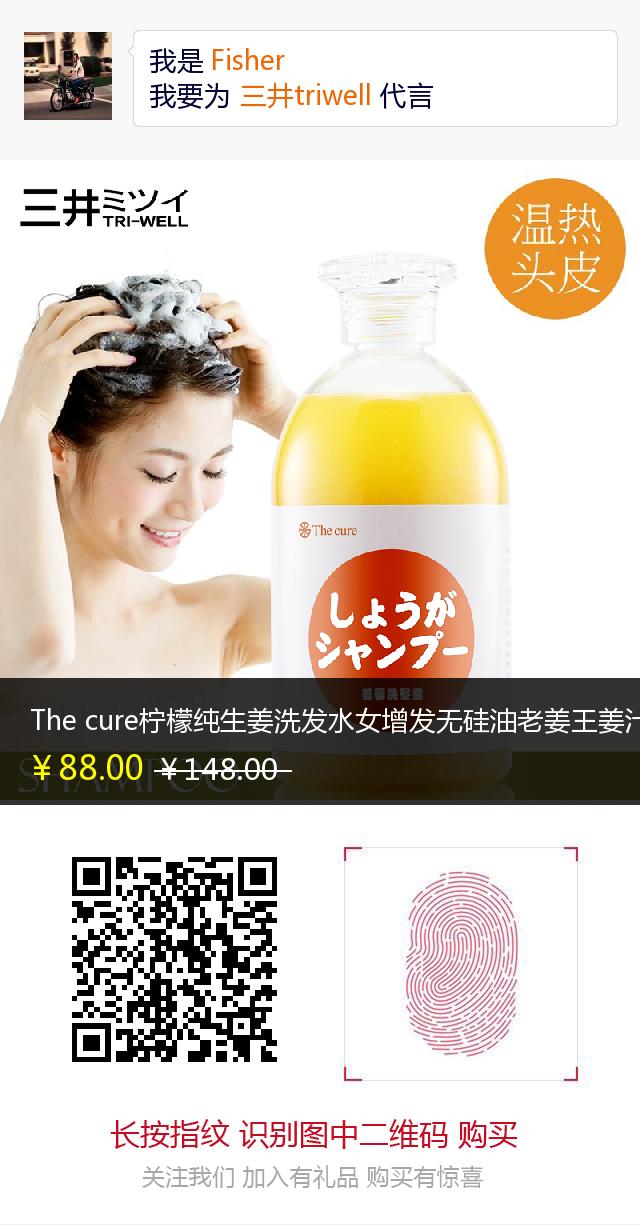 我是 Fisher
我要为 三井triwell 代言
三井ミツイ
TRI-WELL
温热
头皮
The cure
しょうが
シャンプー
The cure柠檬纯生姜洗发水女增发无硅油老姜王姜汁
¥88.00 ¥148.00
SHAMPOO
长按指纹 识别图中二维码 购买
关注我们 加入有礼品 购买有惊喜